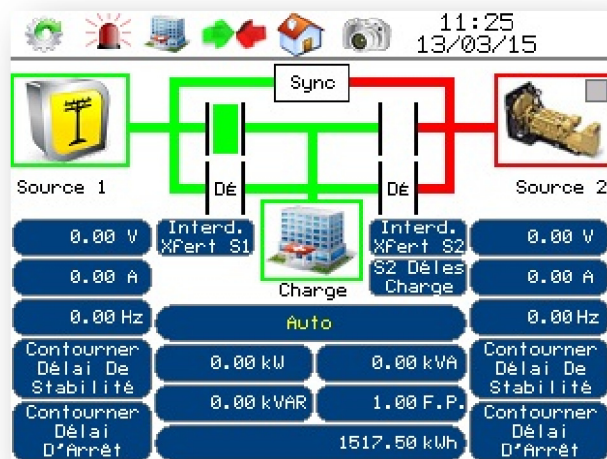 11:25
13/03/15
Sync
Dé
Dé
Source 1
Source 2
Interd.
XFert S1
Interd.
XFert S2
S2 Déles
Charge
Charge
0.00 V
0.00 A
0.00 Hz
0.00 V
0.00 A
0.00 Hz
Auto
0.00 kW
0.00 kVA
0.00 kVAR
1.00 F.P.
1517.50 kWh
Contourner
Délai De
Stabilité
Contourner
Délai
D'Arrêt
Contourner
Délai De
Stabilité
Contourner
Délai
D'Arrêt